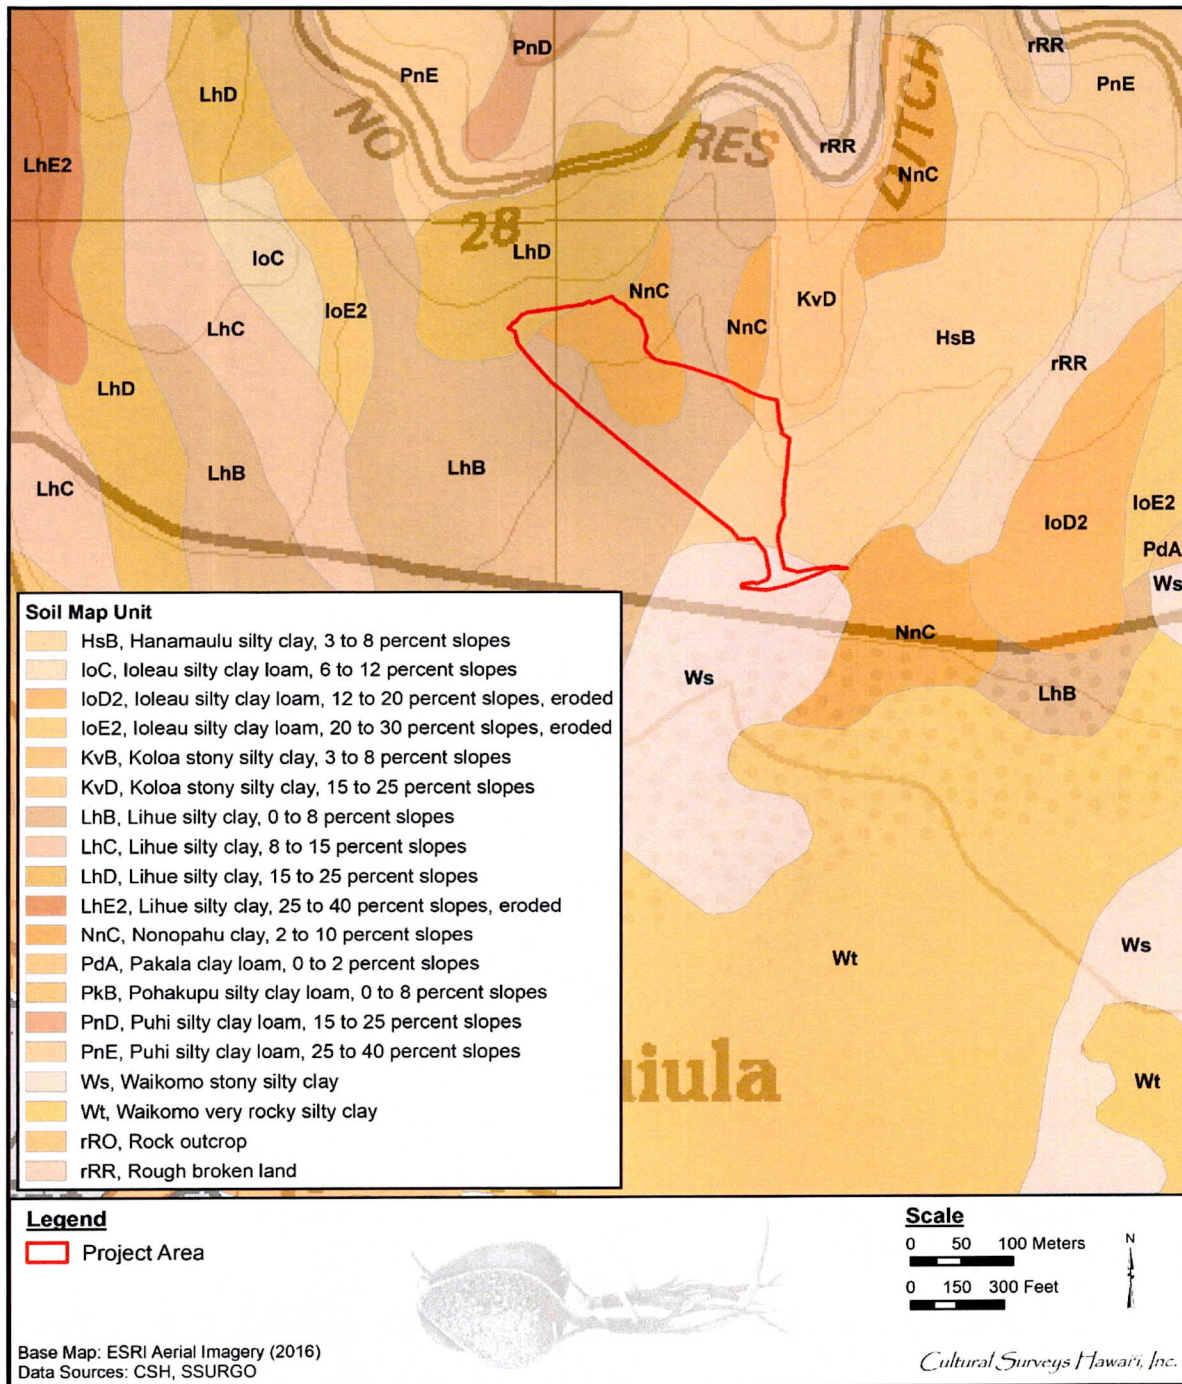 PnD
rRR
PnE
PnE
LhD
NO
RES
DITCH
rRR
LhE2
NnC
28
LhD
IoC
NnC
KvD
IoE2
LhC
NnC
HsB
rRR
LhD
LhB
LhB
LhC
IoE2
IoD2
PdA
Ws
NnC
Ws
LhB
Wt
Ws
Wt
iula
Soil Map Unit
HsB, Hanamaulu silty clay, 3 to 8 percent slopes
IoC, Ioleau silty clay loam, 6 to 12 percent slopes
IoD2, Ioleau silty clay loam, 12 to 20 percent slopes, eroded
IoE2, Ioleau silty clay loam, 20 to 30 percent slopes, eroded
KvB, Koloa stony silty clay, 3 to 8 percent slopes
KvD, Koloa stony silty clay, 15 to 25 percent slopes
LhB, Lihue silty clay, 0 to 8 percent slopes
LhC, Lihue silty clay, 8 to 15 percent slopes
LhD, Lihue silty clay, 15 to 25 percent slopes
LhE2, Lihue silty clay, 25 to 40 percent slopes, eroded
NnC, Nonopahu clay, 2 to 10 percent slopes
PdA, Pakala clay loam, 0 to 2 percent slopes
PkB, Pohakupu silty clay loam, 0 to 8 percent slopes
PnD, Puhi silty clay loam, 15 to 25 percent slopes
PnE, Puhi silty clay loam, 25 to 40 percent slopes
Ws, Waikomo stony silty clay
Wt, Waikomo very rocky silty clay
rRO, Rock outcrop
rRR, Rough broken land
Legend
Project Area
Scale
0 50 100 Meters
0 150 300 Feet
N
Base Map: ESRI Aerial Imagery (2016)
Data Sources: CSH, SSURGO
Cultural Surveys Hawai'i, Inc.